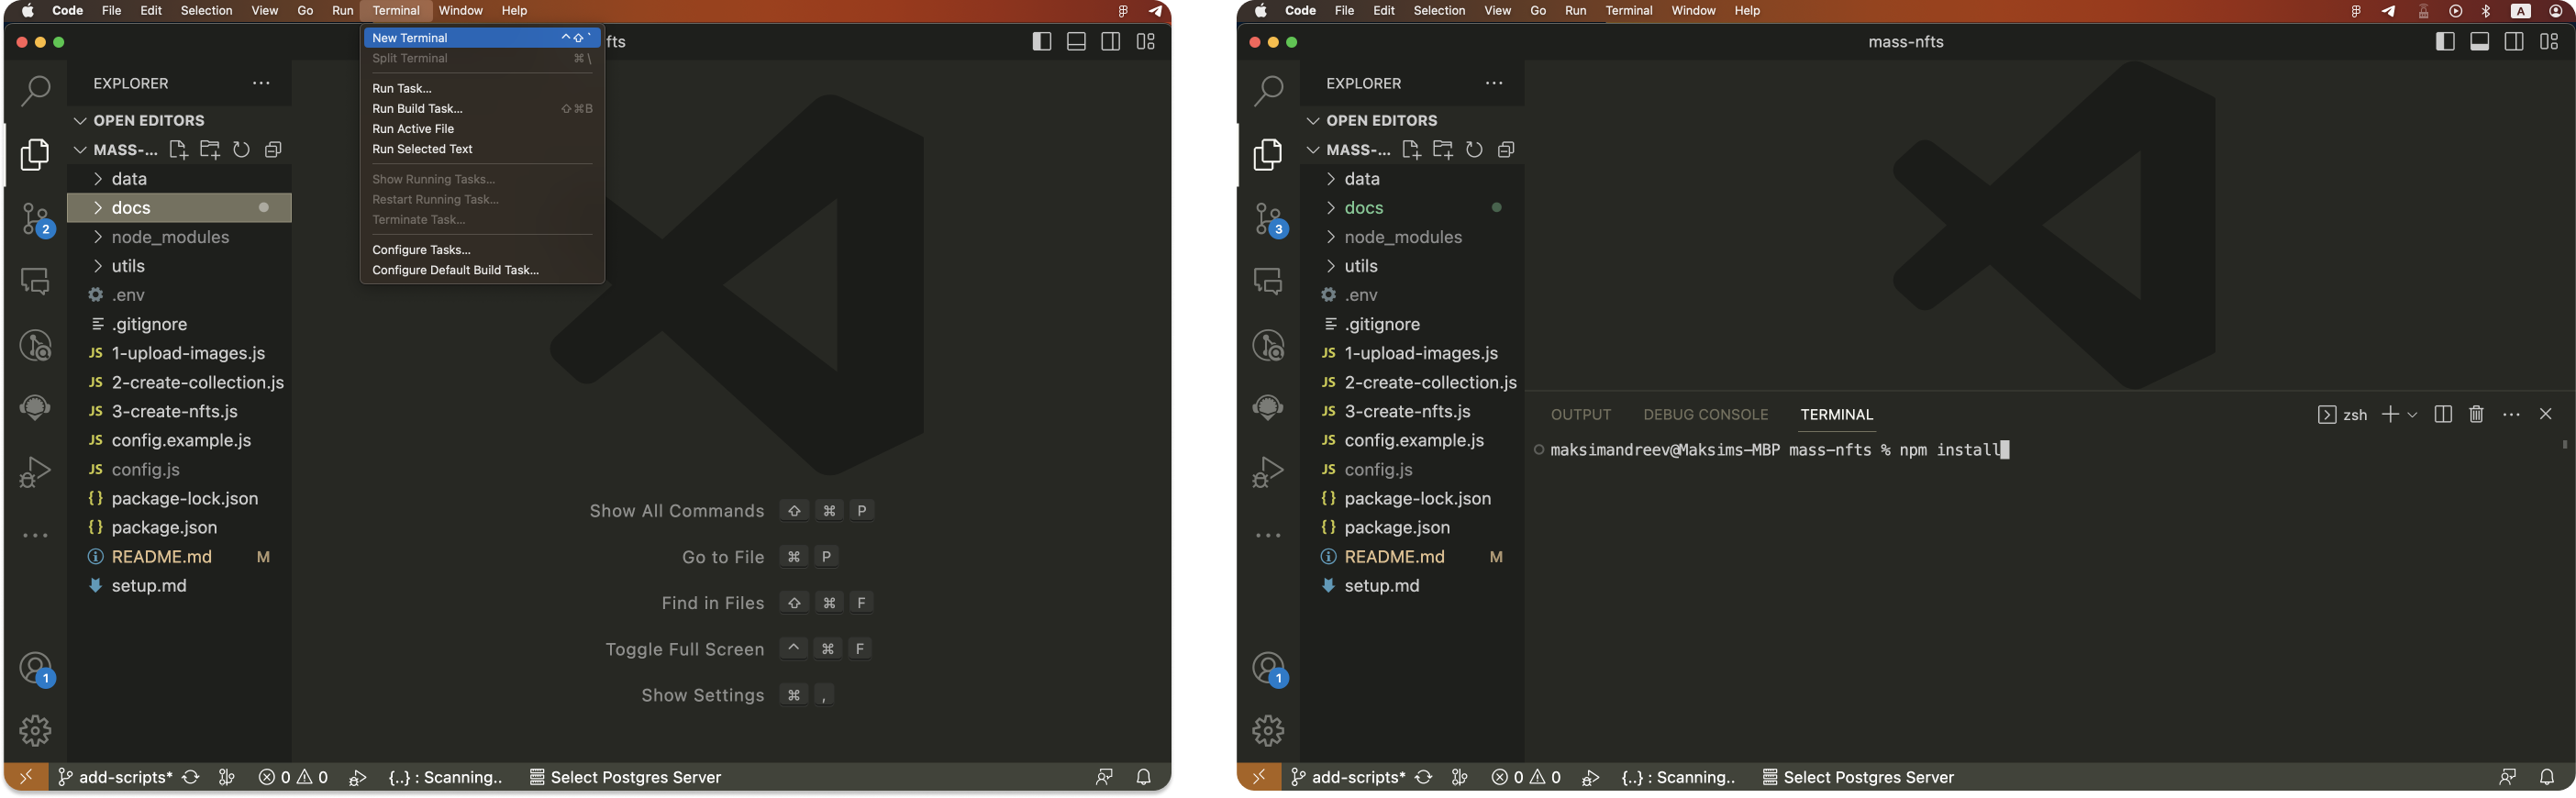 Code File Edit Selection View Go Run Terminal Window Help
fts
New Terminal ⌃⇧`
Split Terminal ⌘\
Run Task...
Run Build Task... ⇧⌘B
Run Active File
Run Selected Text
Show Running Tasks...
Restart Running Task...
Terminate Task...
Configure Tasks...
Configure Default Build Task...
EXPLORER
OPEN EDITORS
MASS-...
data
docs
node_modules
utils
.env
.gitignore
JS 1-upload-images.js
JS 2-create-collection.js
JS 3-create-nfts.js
JS config.example.js
JS config.js
{} package-lock.json
{} package.json
README.md M
setup.md
2
1
Show All Commands ⇧ ⌘ P
Go to File ⌘ P
Find in Files ⇧ ⌘ F
Toggle Full Screen ⌃ ⌘ F
Show Settings ⌘ ,
add-scripts* 0 0 {..} : Scanning.. Select Postgres Server
Code File Edit Selection View Go Run Terminal Window Help A
mass-nfts
EXPLORER
OPEN EDITORS
MASS-...
data
docs
node_modules
utils
.env
.gitignore
JS 1-upload-images.js
JS 2-create-collection.js
JS 3-create-nfts.js
JS config.example.js
JS config.js
{} package-lock.json
{} package.json
README.md M
setup.md
3
1
OUTPUT DEBUG CONSOLE TERMINAL zsh
maksimandreev@Maksims-MBP mass-nfts % npm install
add-scripts* 0 0 {..} : Scanning.. Select Postgres Server